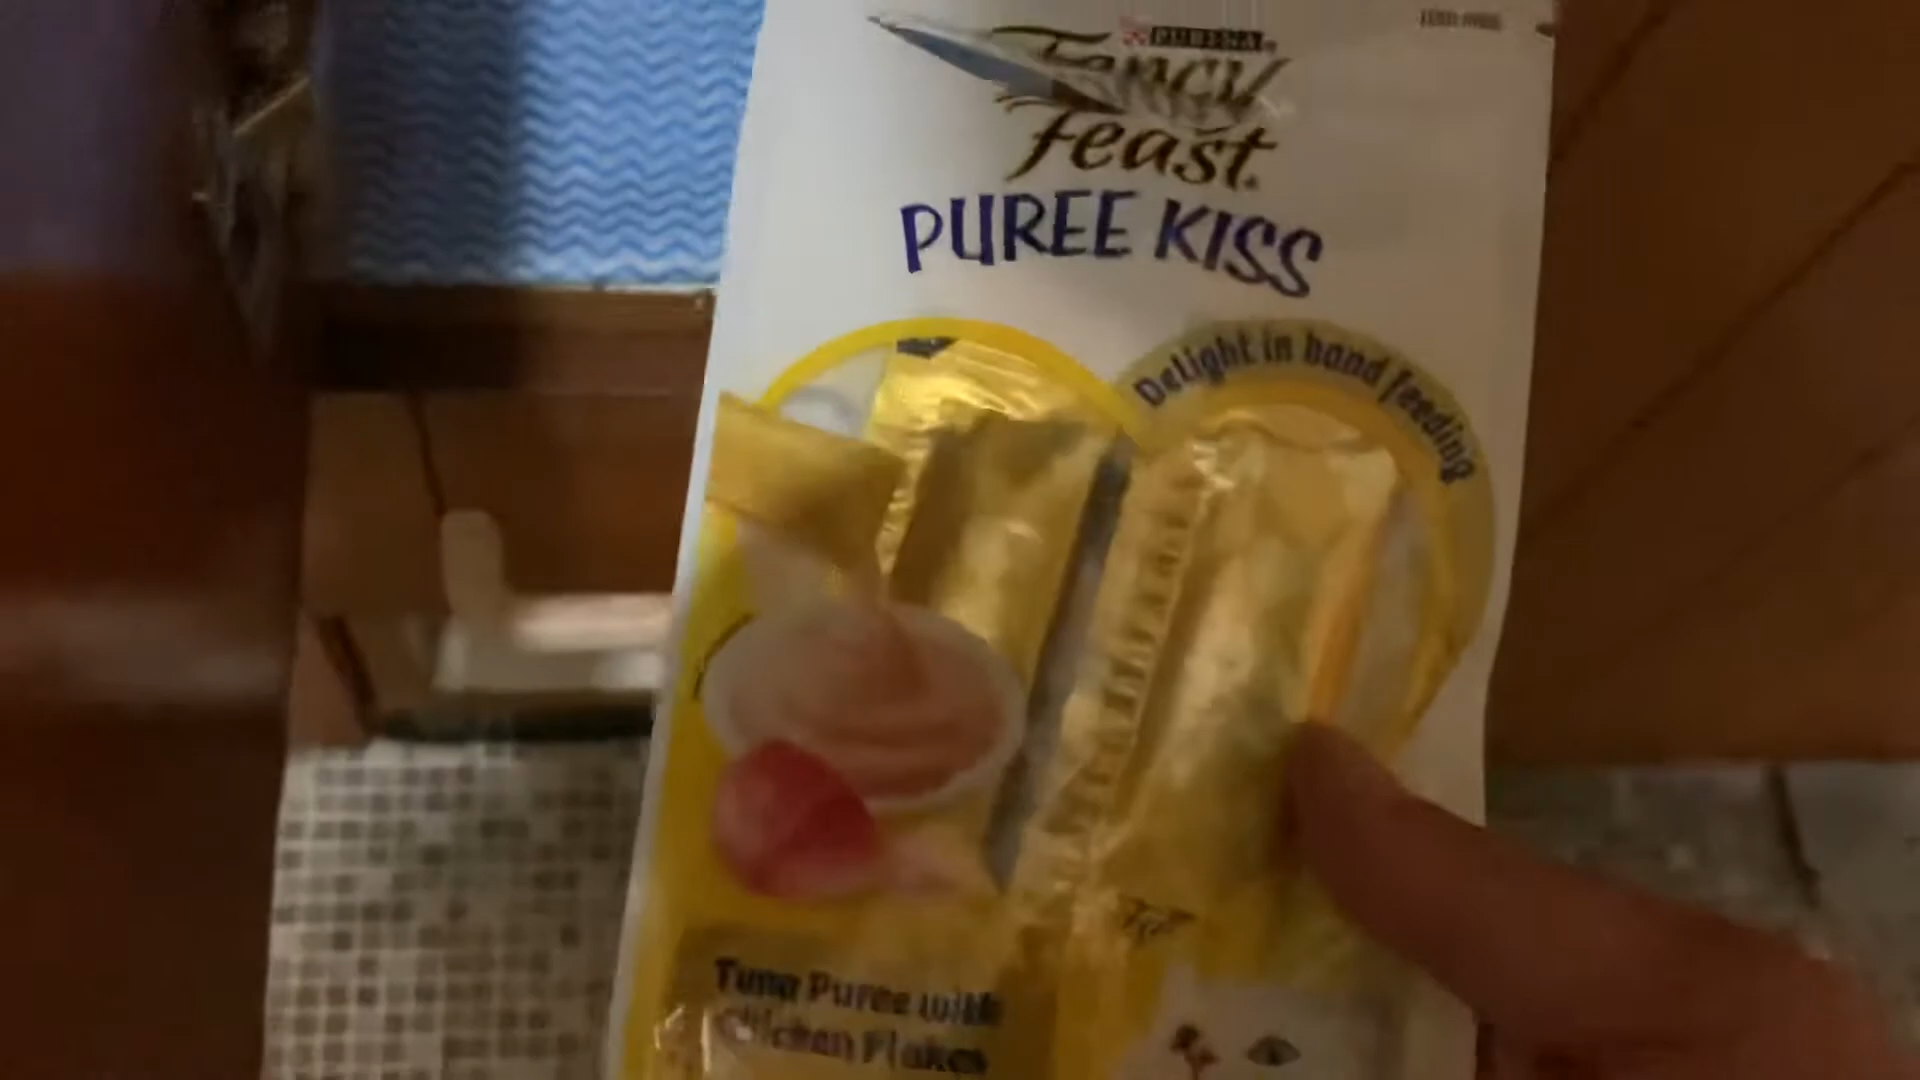 PURINA
Fancy
Feast
PUREE KISS
Delight in hand feeding
Tuna Puree with
Chicken Flakes